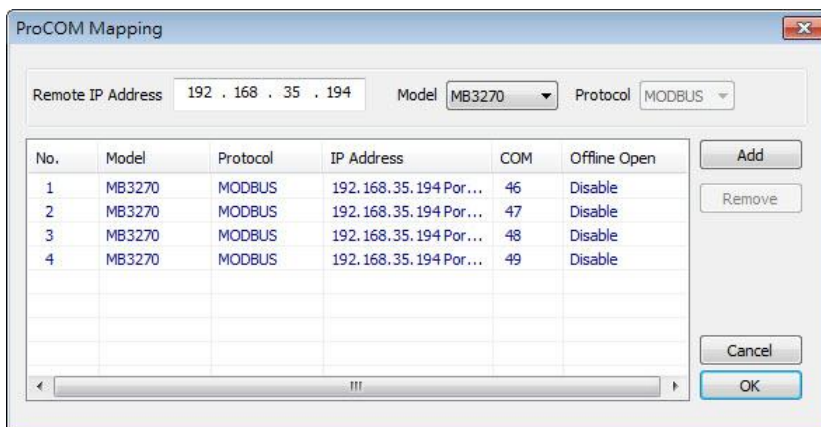 ProCOM Mapping
Remote IP Address 192 . 168 . 35 . 194 Model MB3270 Protocol MODBUS
No. Model Protocol IP Address COM Offline Open
1 MB3270 MODBUS 192.168.35.194 Por... 46 Disable
2 MB3270 MODBUS 192.168.35.194 Por... 47 Disable
3 MB3270 MODBUS 192.168.35.194 Por... 48 Disable
4 MB3270 MODBUS 192.168.35.194 Por... 49 Disable
Add
Remove
Cancel
OK